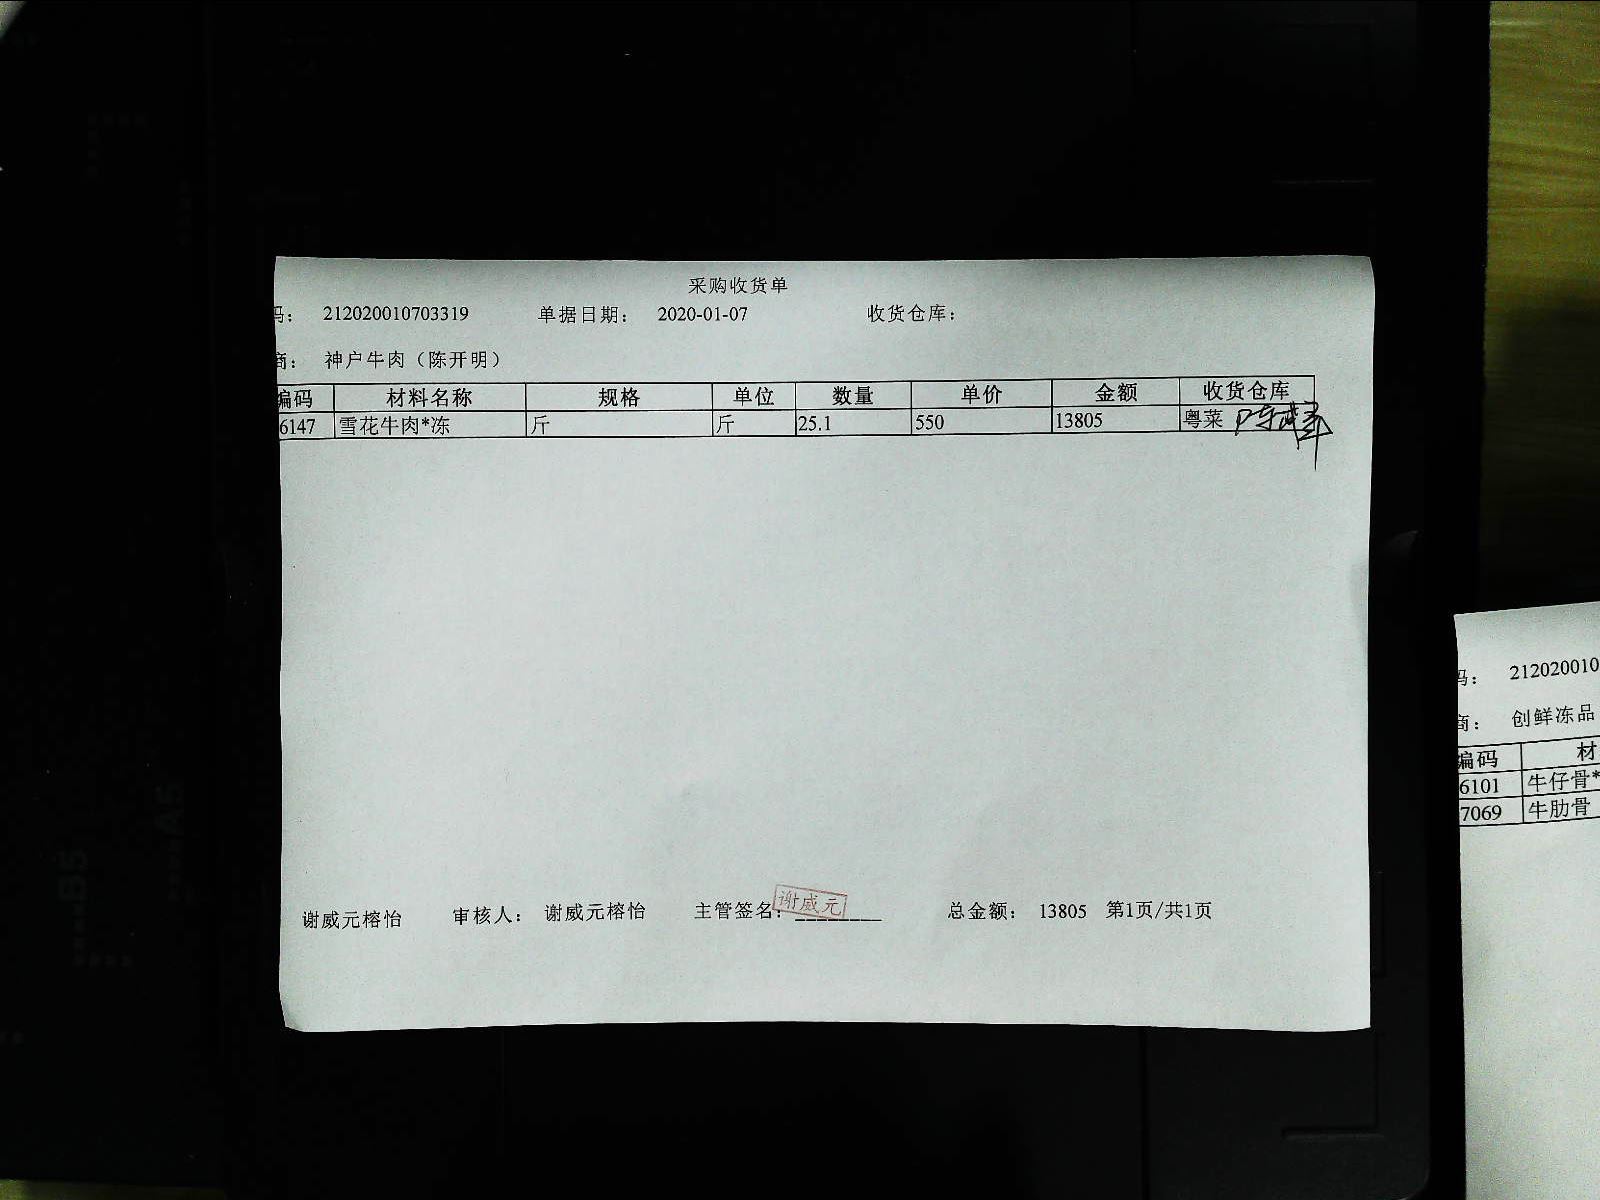 采购收货单
码： 212020010703319 单据日期： 2020-01-07 收货仓库：
商： 神户牛肉（陈开明）
编码 材料名称 规格 单位 数量 单价 金额 收货仓库
6147 雪花牛肉*冻 斤 斤 25.1 550 13805 粤菜
谢威元榕怡 审核人： 谢威元榕怡 主管签名： 谢威元 总金额： 13805 第1页/共1页
码： 212020010
商： 创鲜冻品
编码 材
6101 牛仔骨*
7069 牛肋骨
A5
B5